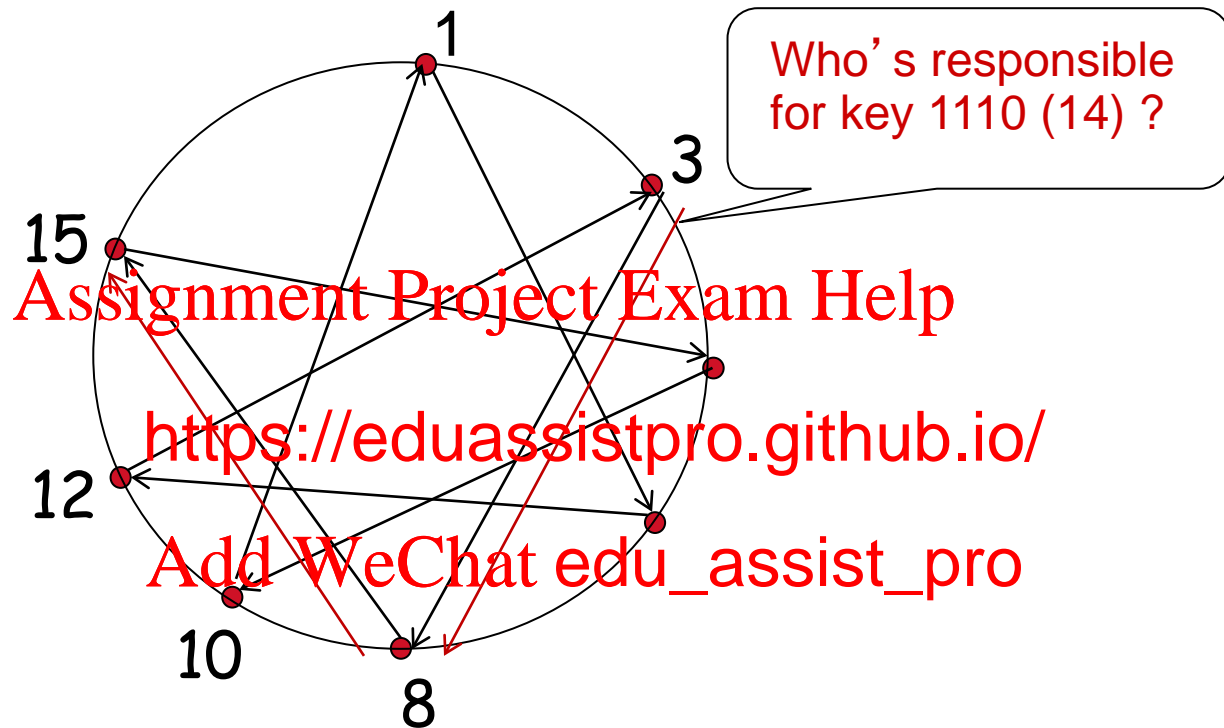 1
Who's responsible
for key 1110 (14) ?
3
15
Assignment Project Exam Help
https://eduassistpro.github.io/
12
Add WeChat edu_assist_pro
10
8